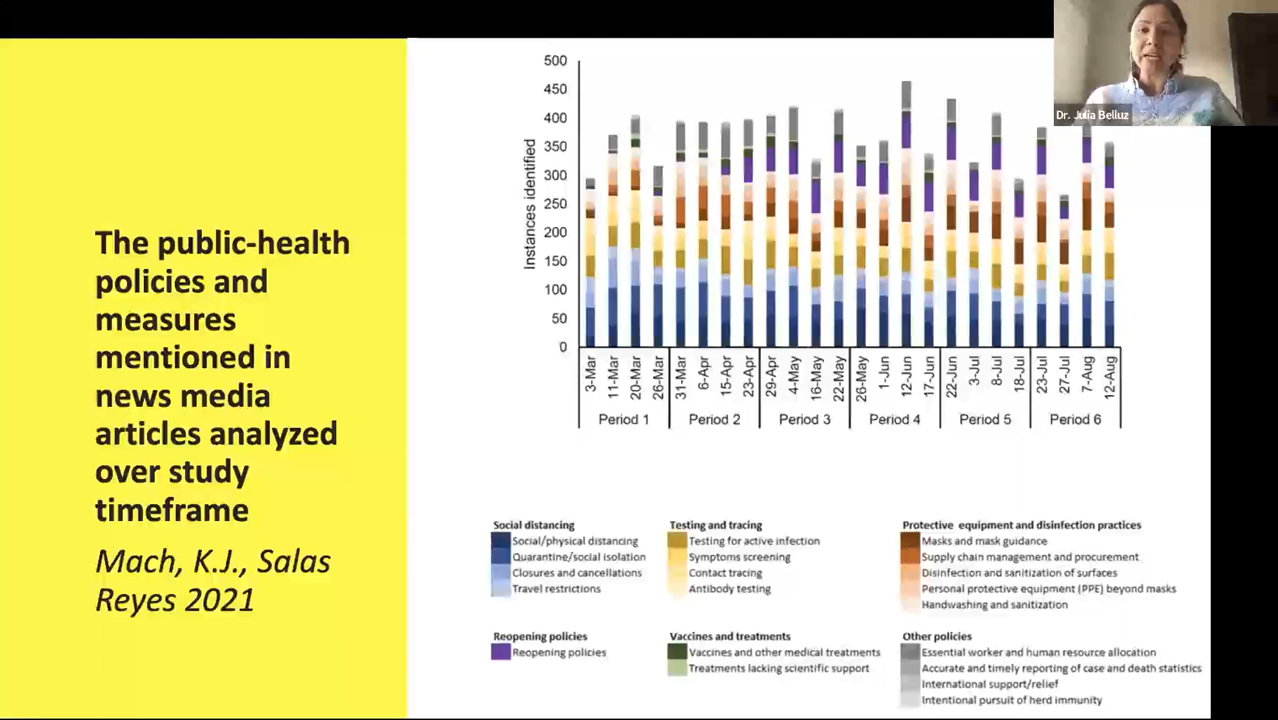 The public-health
policies and
measures
mentioned in
news media
articles analyzed
over study
timeframe
Mach, K.J., Salas
Reyes 2021
Dr. Julia Belluz
Instances identified
500
450
400
350
300
250
200
150
100
50
0
3-Mar
11-Mar
20-Mar
26-Mar
31-Mar
6-Apr
15-Apr
23-Apr
29-Apr
4-May
16-May
22-May
26-May
1-Jun
12-Jun
17-Jun
22-Jun
3-Jul
8-Jul
18-Jul
23-Jul
27-Jul
7-Aug
12-Aug
Period 1
Period 2
Period 3
Period 4
Period 5
Period 6
Social distancing
Social/physical distancing
Quarantine/social isolation
Closures and cancellations
Travel restrictions
Testing and tracing
Testing for active infection
Symptoms screening
Contact tracing
Antibody testing
Protective equipment and disinfection practices
Masks and mask guidance
Supply chain management and procurement
Disinfection and sanitization of surfaces
Personal protective equipment (PPE) beyond masks
Handwashing and sanitization
Reopening policies
Reopening policies
Vaccines and treatments
Vaccines and other medical treatments
Treatments lacking scientific support
Other policies
Essential worker and human resource allocation
Accurate and timely reporting of case and death statistics
International support/relief
Intentional pursuit of herd immunity